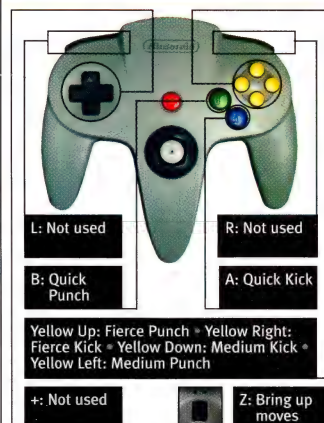 Nintendo
L: Not used
R: Not used
B: Quick
Punch
A: Quick Kick
Yellow Up: Fierce Punch • Yellow Right:
Fierce Kick • Yellow Down: Medium Kick •
Yellow Left: Medium Punch
+: Not used
Z: Bring up
moves